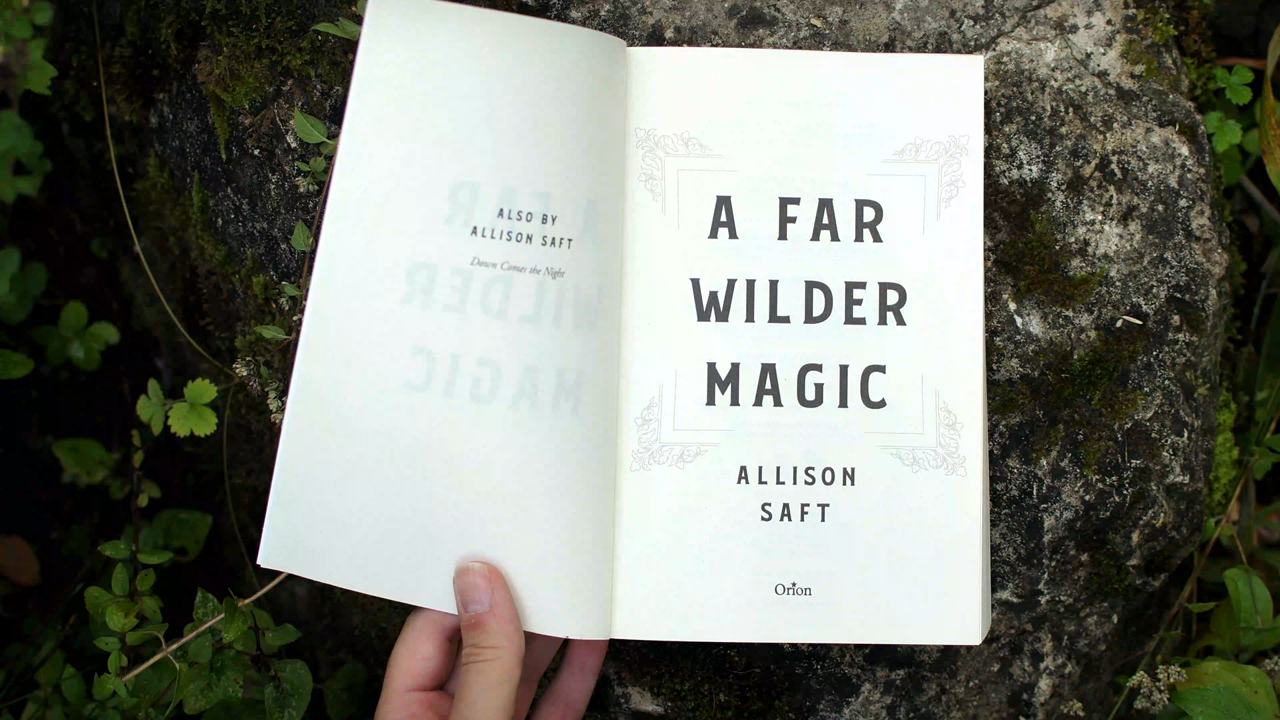 ALSO BY
ALLISON SAFT
Down Comes the Night
A FAR
WILDER
MAGIC
ALLISON
SAFT
Orion